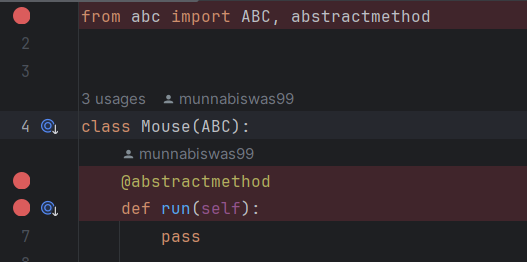 from abc import ABC, abstractmethod
2
3
3 usages munnabiswas99
4 class Mouse(ABC):
munnabiswas99
@abstractmethod
def run(self):
7 pass